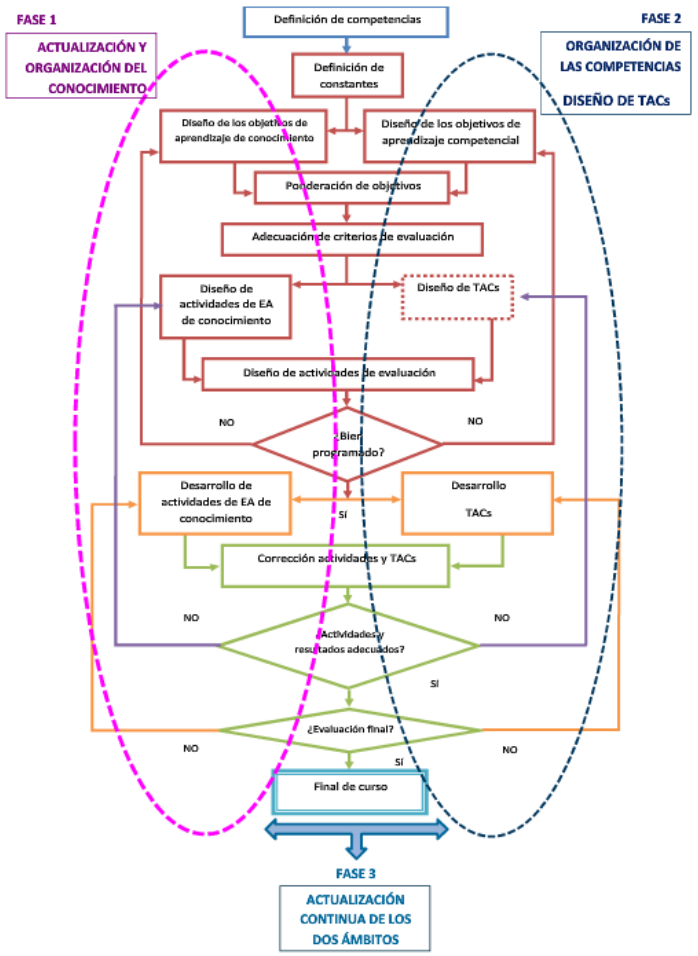 FASE 1
ACTUALIZACIÓN Y
ORGANIZACIÓN DEL
CONOCIMIENTO
FASE 2
ORGANIZACIÓN DE
LAS COMPETENCIAS
DISEÑO DE TACs
Definición de competencias
Definición de
constantes
Diseño de los objetivos de
aprendizaje de conocimiento
Diseño de los objetivos de
aprendizaje competencial
Ponderación de objetivos
Adecuación de criterios de evaluación
Diseño de
actividades de EA
de conocimiento
Diseño de TACs
Diseño de actividades de evaluación
NO
NO
¿Bien
programado?
Desarrollo de
actividades de EA de
conocimiento
SÍ
Desarrollo
TACs
Corrección actividades y TACs
NO
NO
¿Actividades y
resultados adecuados?
SÍ
¿Evaluación final?
NO
NO
SÍ
Final de curso
FASE 3
ACTUALIZACIÓN
CONTINUA DE LOS
DOS ÁMBITOS